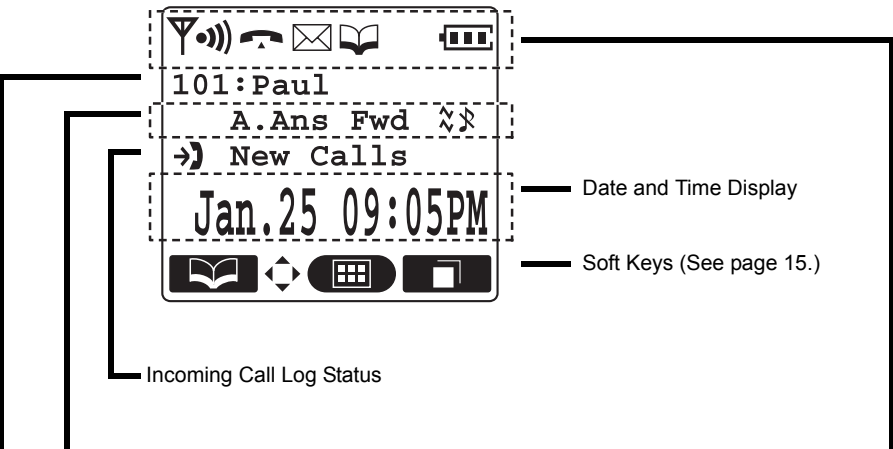 101:Paul
A.Ans Fwd
New Calls
Jan.25 09:05PM
Date and Time Display
Soft Keys (See page 15.)
Incoming Call Log Status